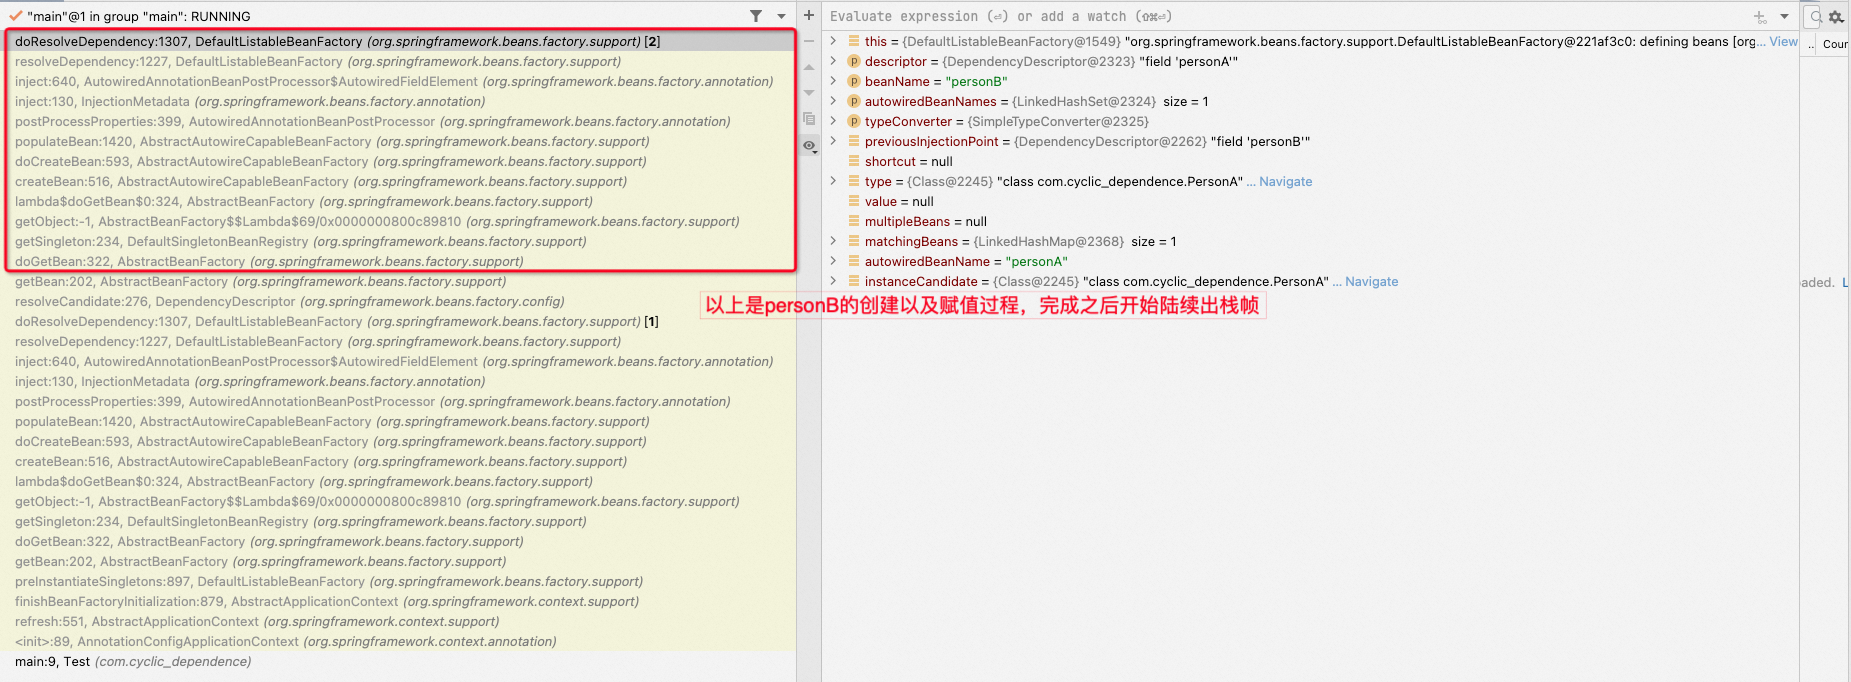 "main"@1 in group "main": RUNNING
doResolveDependency:1307, DefaultListableBeanFactory (org.springframework.beans.factory.support) [2]
resolveDependency:1227, DefaultListableBeanFactory (org.springframework.beans.factory.support)
inject:640, AutowiredAnnotationBeanPostProcessor$AutowiredFieldElement (org.springframework.beans.factory.annotation)
inject:130, InjectionMetadata (org.springframework.beans.factory.annotation)
postProcessProperties:399, AutowiredAnnotationBeanPostProcessor (org.springframework.beans.factory.annotation)
populateBean:1420, AbstractAutowireCapableBeanFactory (org.springframework.beans.factory.support)
doCreateBean:593, AbstractAutowireCapableBeanFactory (org.springframework.beans.factory.support)
createBean:516, AbstractAutowireCapableBeanFactory (org.springframework.beans.factory.support)
lambda$doGetBean$0:324, AbstractBeanFactory (org.springframework.beans.factory.support)
getObject:-1, AbstractBeanFactory$$Lambda$69/0x0000000800c89810 (org.springframework.beans.factory.support)
getSingleton:234, DefaultSingletonBeanRegistry (org.springframework.beans.factory.support)
doGetBean:322, AbstractBeanFactory (org.springframework.beans.factory.support)
getBean:202, AbstractBeanFactory (org.springframework.beans.factory.support)
resolveCandidate:276, DependencyDescriptor (org.springframework.beans.factory.config)
doResolveDependency:1307, DefaultListableBeanFactory (org.springframework.beans.factory.support) [1]
resolveDependency:1227, DefaultListableBeanFactory (org.springframework.beans.factory.support)
inject:640, AutowiredAnnotationBeanPostProcessor$AutowiredFieldElement (org.springframework.beans.factory.annotation)
inject:130, InjectionMetadata (org.springframework.beans.factory.annotation)
postProcessProperties:399, AutowiredAnnotationBeanPostProcessor (org.springframework.beans.factory.annotation)
populateBean:1420, AbstractAutowireCapableBeanFactory (org.springframework.beans.factory.support)
doCreateBean:593, AbstractAutowireCapableBeanFactory (org.springframework.beans.factory.support)
createBean:516, AbstractAutowireCapableBeanFactory (org.springframework.beans.factory.support)
lambda$doGetBean$0:324, AbstractBeanFactory (org.springframework.beans.factory.support)
getObject:-1, AbstractBeanFactory$$Lambda$69/0x0000000800c89810 (org.springframework.beans.factory.support)
getSingleton:234, DefaultSingletonBeanRegistry (org.springframework.beans.factory.support)
doGetBean:322, AbstractBeanFactory (org.springframework.beans.factory.support)
getBean:202, AbstractBeanFactory (org.springframework.beans.factory.support)
preInstantiateSingletons:897, DefaultListableBeanFactory (org.springframework.beans.factory.support)
finishBeanFactoryInitialization:879, AbstractApplicationContext (org.springframework.context.support)
refresh:551, AbstractApplicationContext (org.springframework.context.support)
<init>:89, AnnotationConfigApplicationContext (org.springframework.context.annotation)
main:9, Test (com.cyclic_dependence)
Evaluate expression (⏎) or add a watch (⇧⌘⏎)
this = {DefaultListableBeanFactory@1549} "org.springframework.beans.factory.support.DefaultListableBeanFactory@221af3c0: defining beans [org... View
descriptor = {DependencyDescriptor@2323} "field 'personA'"
beanName = "personB"
autowiredBeanNames = {LinkedHashSet@2324} size = 1
typeConverter = {SimpleTypeConverter@2325}
previousInjectionPoint = {DependencyDescriptor@2262} "field 'personB'"
shortcut = null
type = {Class@2245} "class com.cyclic_dependence.PersonA" ... Navigate
value = null
multipleBeans = null
matchingBeans = {LinkedHashMap@2368} size = 1
autowiredBeanName = "personA"
instanceCandidate = {Class@2245} "class com.cyclic_dependence.PersonA" ... Navigate
以上是personB的创建以及赋值过程，完成之后开始陆续出栈帧
.. Cour
oaded. L